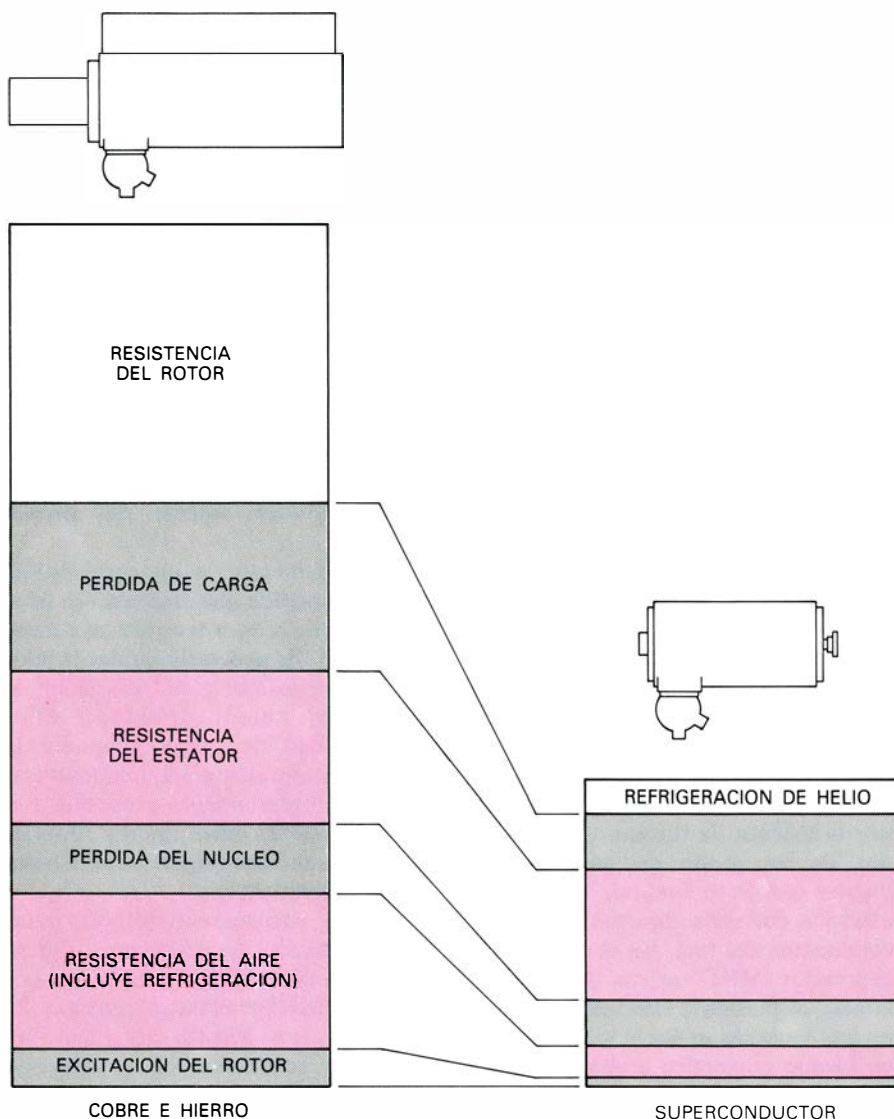 RESISTENCIA
DEL ROTOR
PERDIDA DE CARGA
RESISTENCIA
DEL ESTATOR
PERDIDA DEL NUCLEO
RESISTENCIA DEL AIRE
(INCLUYE REFRIGERACION)
EXCITACION DEL ROTOR
COBRE E HIERRO
REFRIGERACION DE HELIO
SUPERCONDUCTOR